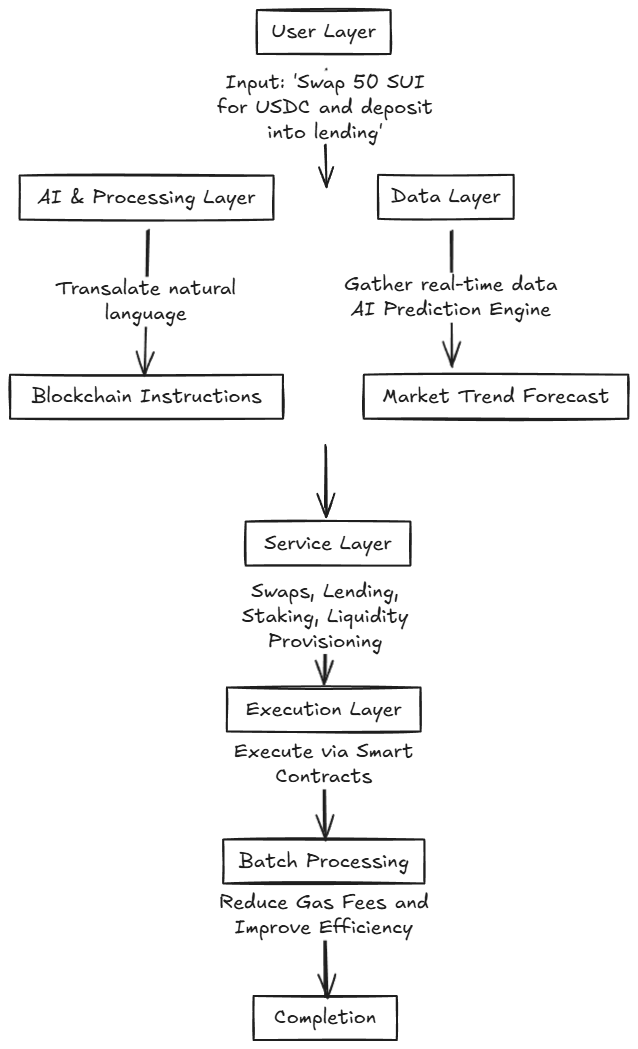 User Layer
Input: 'Swap 50 SUI
for USDC and deposit
into lending'
AI & Processing Layer
Data Layer
Transalate natural
language
Gather real-time data
AI Prediction Engine
Blockchain Instructions
Market Trend Forecast
Service Layer
Swaps, Lending,
Staking, Liquidity
Provisioning
Execution Layer
Execute via Smart
Contracts
Batch Processing
Reduce Gas Fees and
Improve Efficiency
Completion